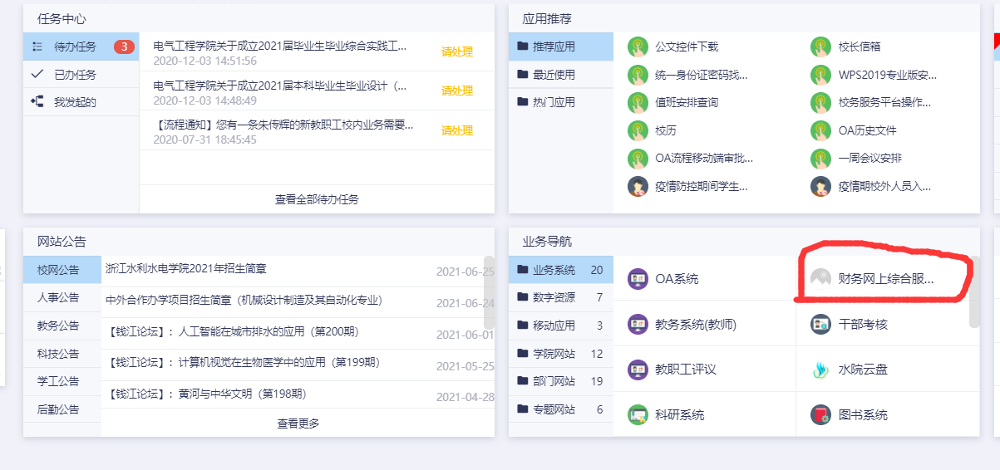 任务中心
待办任务 3
已办任务
我发起的
电气工程学院关于成立2021届毕业生毕业综合实践工...
2020-12-03 14:51:56
请处理
电气工程学院关于成立2021届本科毕业生毕业设计（...
2020-12-03 14:48:49
请处理
【流程通知】您有一条朱传辉的新教职工校内业务需要...
2020-07-31 18:45:45
请处理
查看全部待办任务
应用推荐
推荐应用
最近使用
热门应用
公文控件下载
校长信箱
统一身份证密码找...
WPS2019专业版安...
值班安排查询
校务服务平台操作...
校历
OA历史文件
OA流程移动端审批...
一周会议安排
疫情防控期间学生...
疫情期校外人员入...
网站公告
校网公告
人事公告
教务公告
科技公告
学工公告
后勤公告
浙江水利水电学院2021年招生简章 2021-06-25
中外合作办学项目招生简章（机械设计制造及其自动化专业） 2021-06-24
【钱江论坛】：人工智能在城市排水的应用（第200期） 2021-06-01
【钱江论坛】：计算机视觉在生物医学中的应用（第199期） 2021-05-25
【钱江论坛】：黄河与中华文明（第198期） 2021-04-28
查看更多
业务导航
业务系统 20
数字资源 7
移动应用 3
学院网站 12
部门网站 19
专题网站 6
OA系统
财务网上综合服...
教务系统(教师)
干部考核
教职工评议
水院云盘
科研系统
图书系统